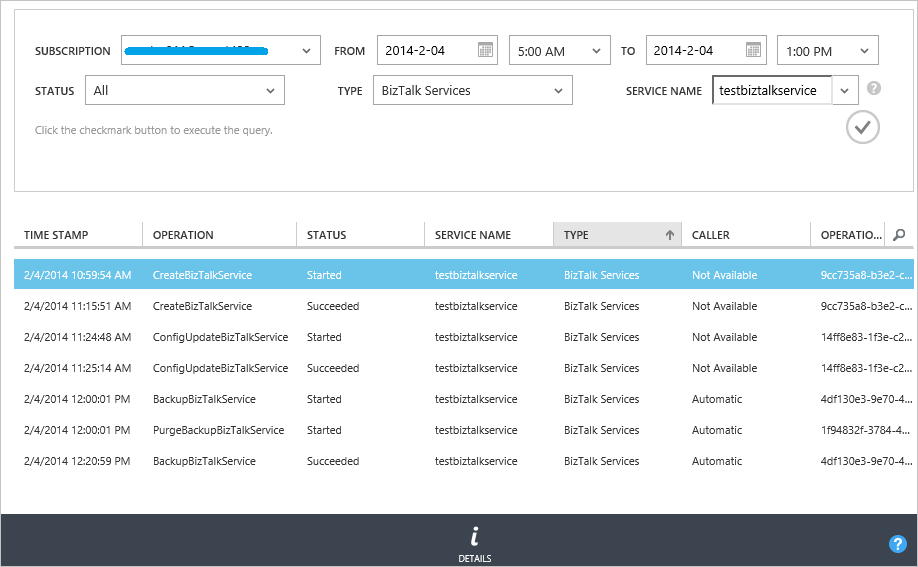 SUBSCRIPTION FROM 2014-2-04 5:00 AM TO 2014-2-04 1:00 PM
STATUS All TYPE BizTalk Services SERVICE NAME testbiztalkservice ?
Click the checkmark button to execute the query.
TIME STAMP OPERATION STATUS SERVICE NAME TYPE CALLER OPERATIO...
2/4/2014 10:59:54 AM CreateBizTalkService Started testbiztalkservice BizTalk Services Not Available 9cc735a8-b3e2-c...
2/4/2014 11:15:51 AM CreateBizTalkService Succeeded testbiztalkservice BizTalk Services Not Available 9cc735a8-b3e2-c...
2/4/2014 11:24:48 AM ConfigUpdateBizTalkService Started testbiztalkservice BizTalk Services Not Available 14ff8e83-1f3e-c2...
2/4/2014 11:25:14 AM ConfigUpdateBizTalkService Succeeded testbiztalkservice BizTalk Services Not Available 14ff8e83-1f3e-c2...
2/4/2014 12:00:01 PM BackupBizTalkService Started testbiztalkservice BizTalk Services Automatic 4df130e3-9e70-4...
2/4/2014 12:00:01 PM PurgeBackupBizTalkService Started testbiztalkservice BizTalk Services Automatic 1f94832f-3784-4...
2/4/2014 12:20:59 PM BackupBizTalkService Succeeded testbiztalkservice BizTalk Services Automatic 4df130e3-9e70-4...
i
DETAILS
?